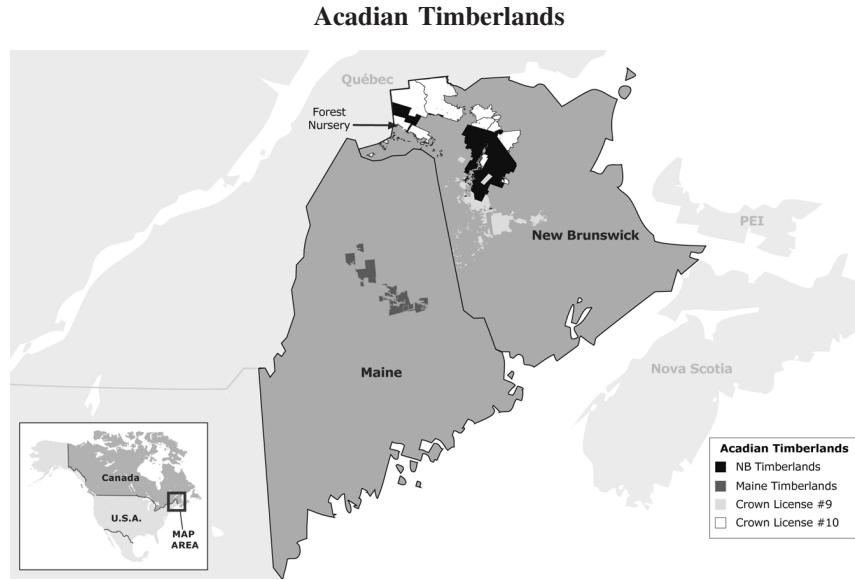 Acadian Timberlands
Québec
Forest
Nursery
PEI
New Brunswick
Maine
Nova Scotia
Canada
U.S.A.
MAP
AREA
Acadian Timberlands
NB Timberlands
Maine Timberlands
Crown License #9
Crown License #10